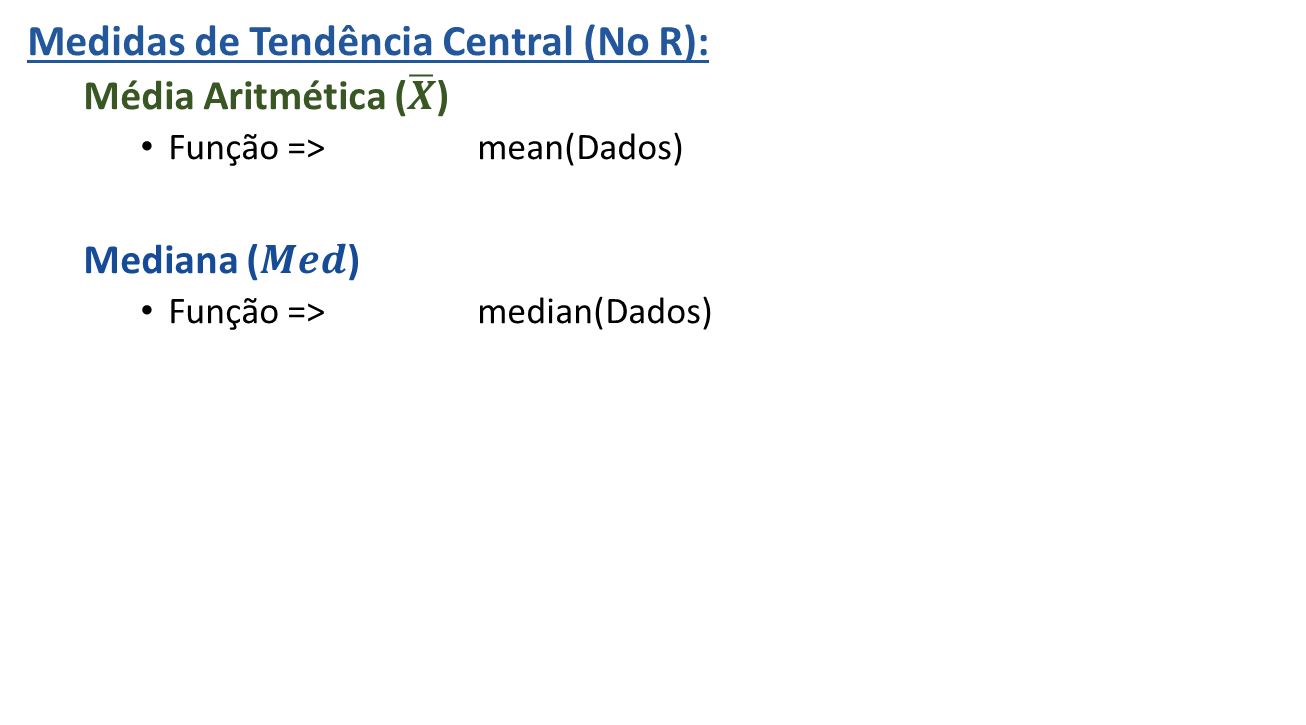 Medidas de Tendência Central (No R):
Média Aritmética (X̅)
• Função => mean(Dados)
Mediana (Med)
• Função => median(Dados)